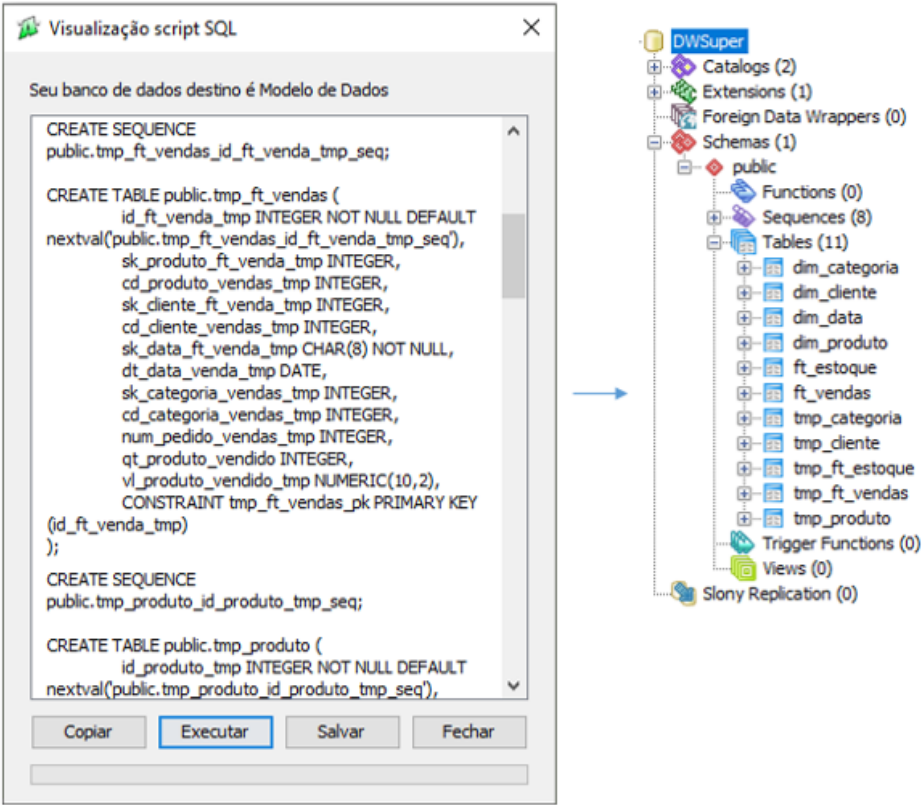 Visualização script SQL
Seu banco de dados destino é Modelo de Dados
CREATE SEQUENCE
public.tmp_ft_vendas_id_ft_venda_tmp_seq;
CREATE TABLE public.tmp_ft_vendas (
id_ft_venda_tmp INTEGER NOT NULL DEFAULT
nextval('public.tmp_ft_vendas_id_ft_venda_tmp_seq'),
sk_produto_ft_venda_tmp INTEGER,
cd_produto_vendas_tmp INTEGER,
sk_cliente_ft_venda_tmp INTEGER,
cd_cliente_vendas_tmp INTEGER,
sk_data_ft_venda_tmp CHAR(8) NOT NULL,
dt_data_venda_tmp DATE,
sk_categoria_vendas_tmp INTEGER,
cd_categoria_vendas_tmp INTEGER,
num_pedido_vendas_tmp INTEGER,
qt_produto_vendido INTEGER,
vl_produto_vendido_tmp NUMERIC(10,2),
CONSTRAINT tmp_ft_vendas_pk PRIMARY KEY
(id_ft_venda_tmp)
);
CREATE SEQUENCE
public.tmp_produto_id_produto_tmp_seq;
CREATE TABLE public.tmp_produto (
id_produto_tmp INTEGER NOT NULL DEFAULT
nextval('public.tmp_produto_id_produto_tmp_seq'),
Copiar
Executar
Salvar
Fechar
DWSuper
Catalogs (2)
Extensions (1)
Foreign Data Wrappers (0)
Schemas (1)
public
Functions (0)
Sequences (8)
Tables (11)
dim_categoria
dim_cliente
dim_data
dim_produto
ft_estoque
ft_vendas
tmp_categoria
tmp_cliente
tmp_ft_estoque
tmp_ft_vendas
tmp_produto
Trigger Functions (0)
Views (0)
Slony Replication (0)